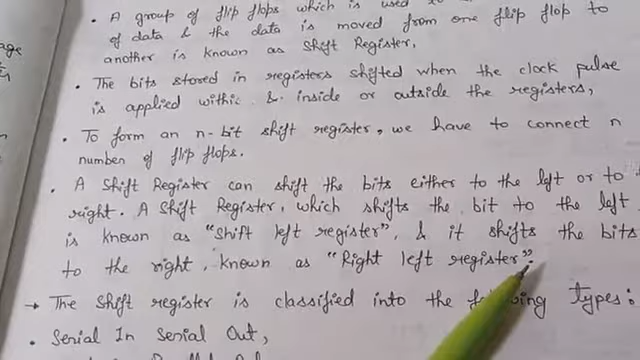 • A group of flip flops which is used to
of data & the data is moved from one flip flop to
another is known as Shift Register.
• The bits stored in registers shifted when the clock pulse
is applied within & inside or outside the registers,
• To form an n-bit shift register, we have to connect n
number of flip flops.
• A Shift Register can shift the bits either to the left or to
right. A Shift Register, which shifts the bit to the left
is known as "Shift left register", & it shifts the bits
to the right, known as "Right left register".
→ The Shift register is classified into the types:
• Serial In Serial Out,